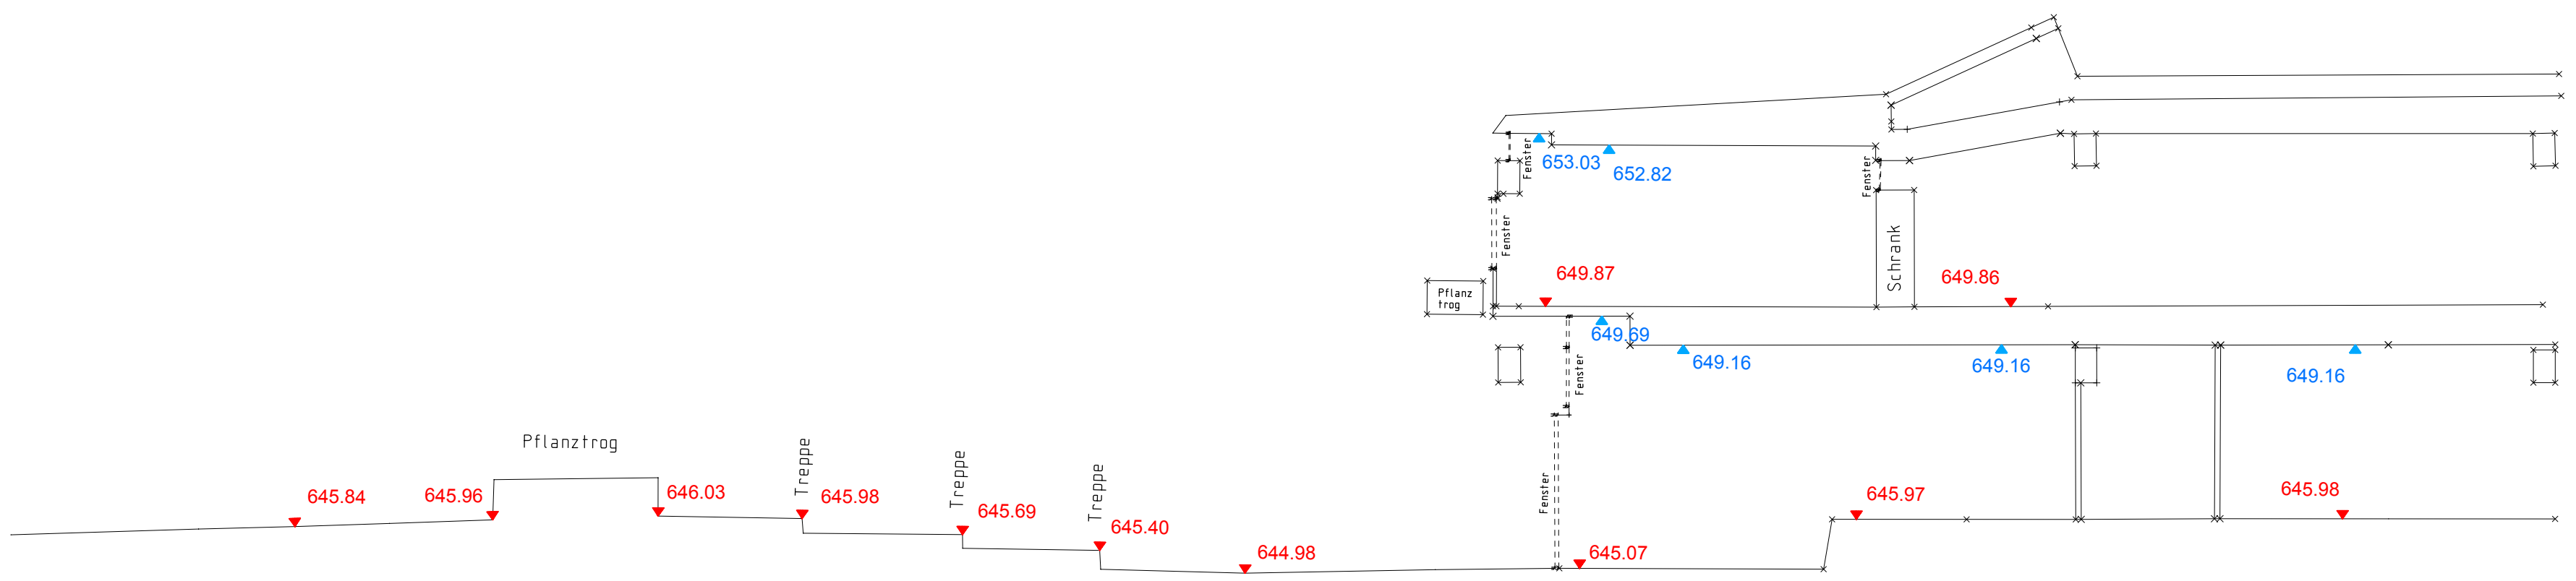 Fenster
653.03
652.82
Fenster
Fenster
Schrank
649.87
649.86
Pflanz
trog
649.69
649.16
649.16
649.16
Fenster
Pflanztrog
Treppe
Treppe
Treppe
Fenster
645.84
645.96
646.03
645.98
645.69
645.40
644.98
645.07
645.97
645.98